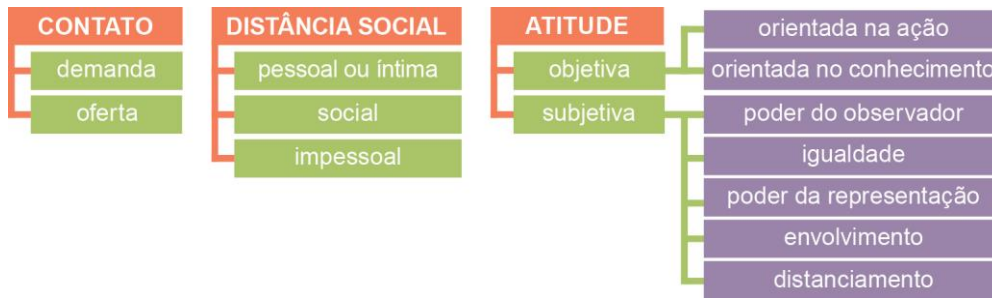 CONTATO
demanda
oferta
DISTÂNCIA SOCIAL
pessoal ou íntima
social
impessoal
ATITUDE
objetiva
orientada na ação
orientada no conhecimento
subjetiva
poder do observador
igualdade
poder da representação
envolvimento
distanciamento